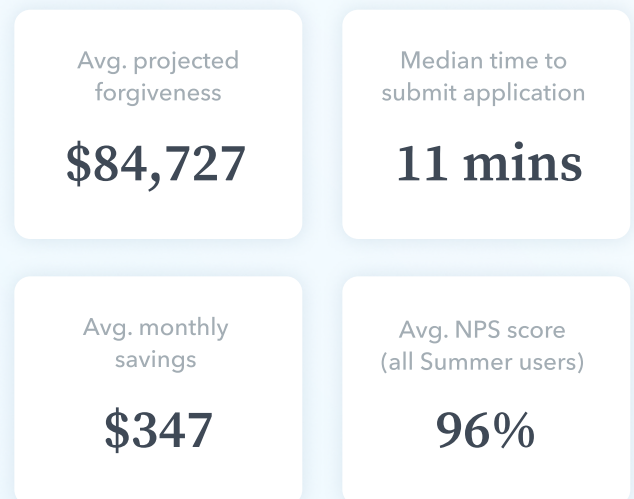 Avg. projected
forgiveness
$84,727
Median time to
submit application
11 mins
Avg. monthly
savings
$347
Avg. NPS score
(all Summer users)
96%